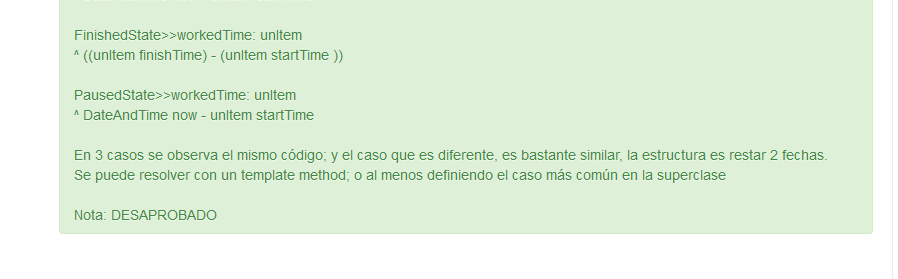 FinishedState>>workedTime: unItem
^ ((unItem finishTime) - (unItem startTime ))
PausedState>>workedTime: unItem
^ DateAndTime now - unItem startTime
En 3 casos se observa el mismo código; y el caso que es diferente, es bastante similar, la estructura es restar 2 fechas.
Se puede resolver con un template method; o al menos definiendo el caso más común en la superclase
Nota: DESAPROBADO